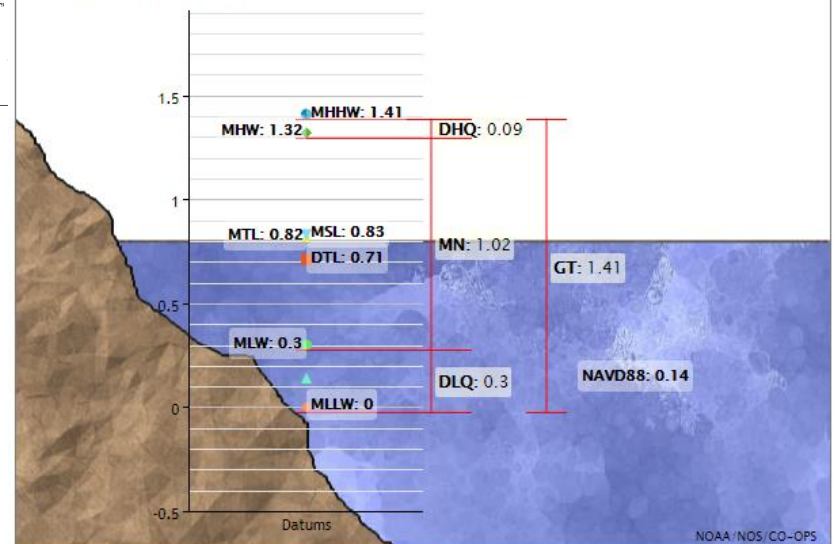 1.5
MHHW: 1.41
MHW: 1.32
DHQ: 0.09
1
MTL: 0.82
MSL: 0.83
MN: 1.02
DTL: 0.71
GT: 1.41
0.5
MLW: 0.3
NAVD88: 0.14
DLQ: 0.3
MLLW: 0
0
-0.5
Datums
NOAA/NOS/CO-OPS